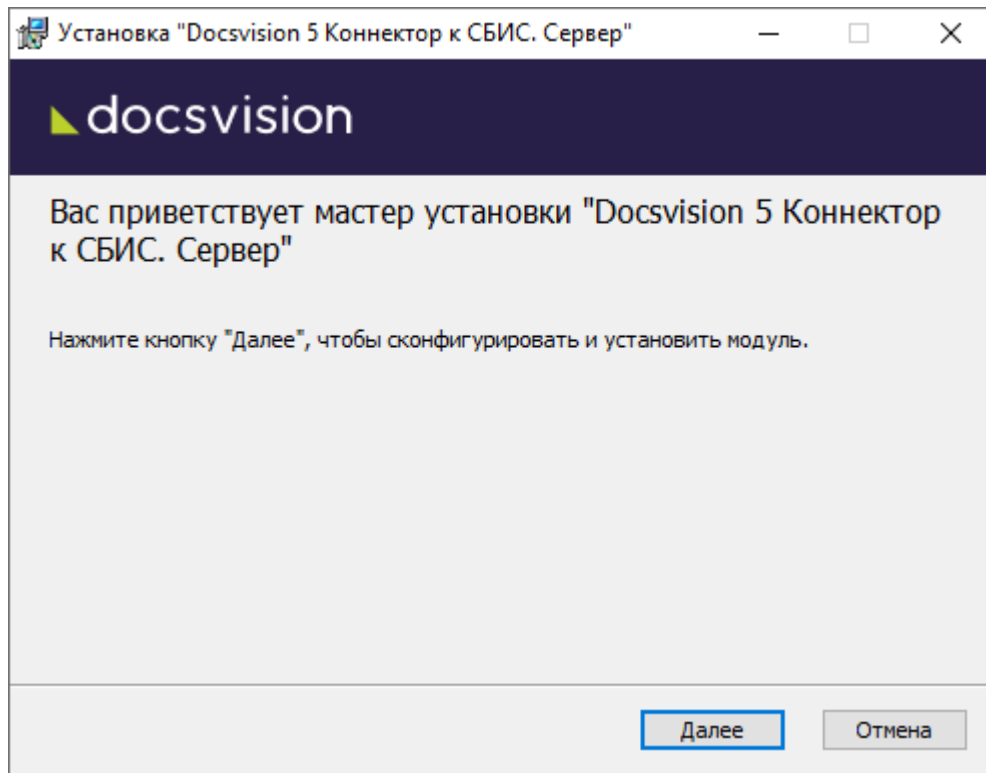 Установка "Docsvision 5 Коннектор к СБИС. Сервер"
docsvision
Вас приветствует мастер установки "Docsvision 5 Коннектор
к СБИС. Сервер"
Нажмите кнопку "Далее", чтобы сконфигурировать и установить модуль.
Далее
Отмена